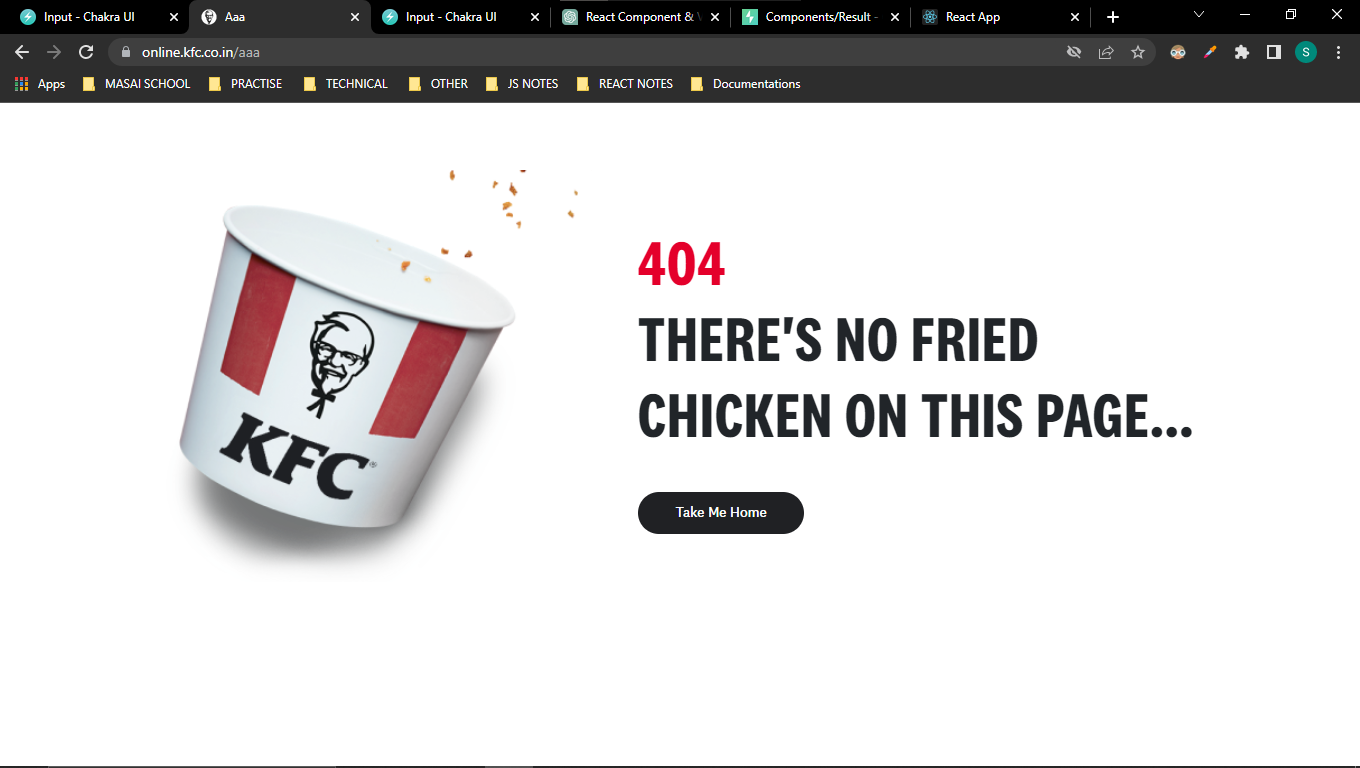 Input - Chakra UI
Aaa
Input - Chakra UI
React Component &
Components/Result -
React App
online.kfc.co.in/aaa
S
Apps
MASAI SCHOOL
PRACTISE
TECHNICAL
OTHER
JS NOTES
REACT NOTES
Documentations
404
THERE'S NO FRIED
CHICKEN ON THIS PAGE...
KFC®
Take Me Home